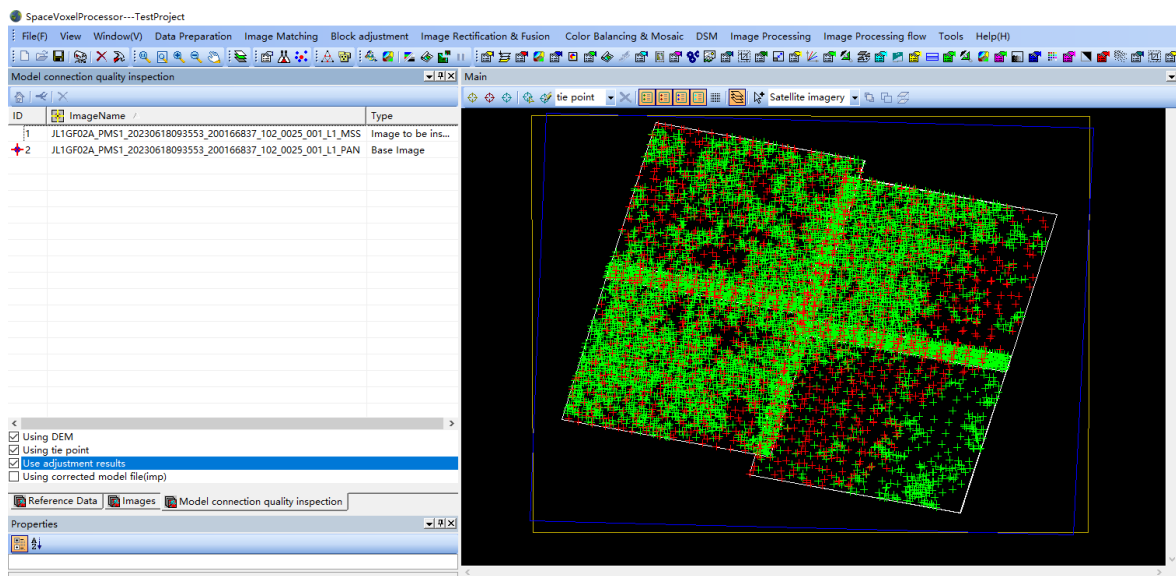 SpaceVoxelProcessor---TestProject
File(F) View Window(V) Data Preparation Image Matching Block adjustment Image Rectification & Fusion Color Balancing & Mosaic DSM Image Processing Image Processing flow Tools Help(H)
Model connection quality inspection
Main
tie point
Satellite imagery
ID ImageName Type
1 JL1GF02A_PMS1_20230618093553_200166837_102_0025_001_L1_MSS Image to be ins...
2 JL1GF02A_PMS1_20230618093553_200166837_102_0025_001_L1_PAN Base Image
Using DEM
Using tie point
Use adjustment results
Using corrected model file(imp)
Reference Data Images Model connection quality inspection
Properties